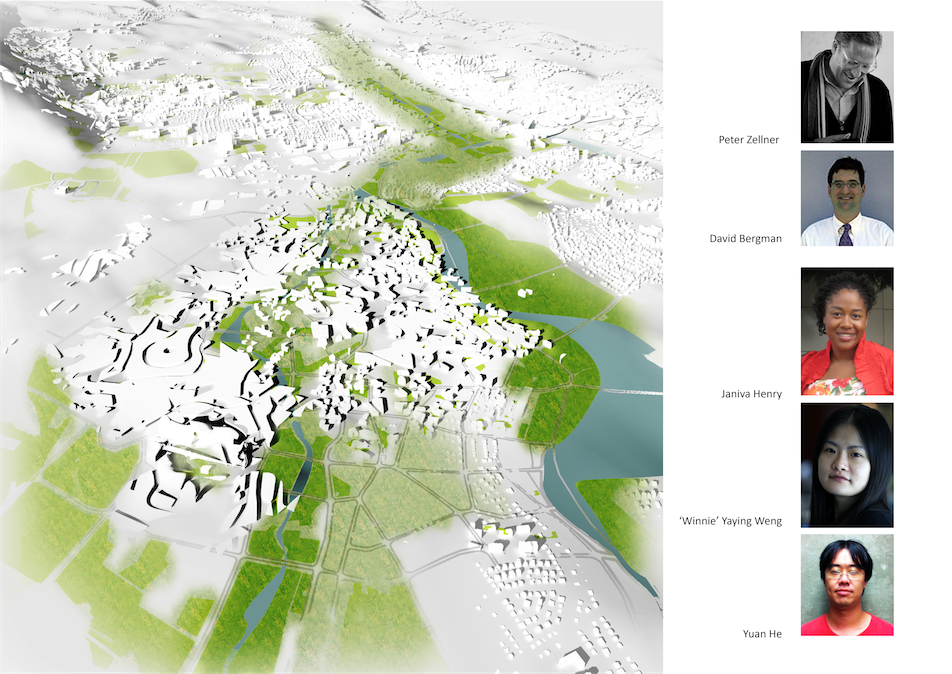 Peter Zellner
David Bergman
Janiva Henry
‘Winnie’ Yaying Weng
Yuan He